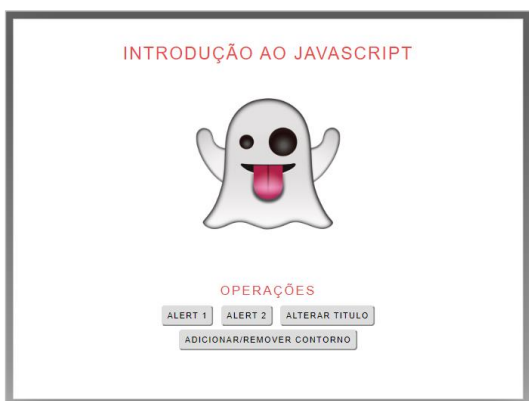 INTRODUÇÃO AO JAVASCRIPT
OPERAÇÕES
ALERT 1 ALERT 2 ALTERAR TITULO
ADICIONAR/REMOVER CONTORNO